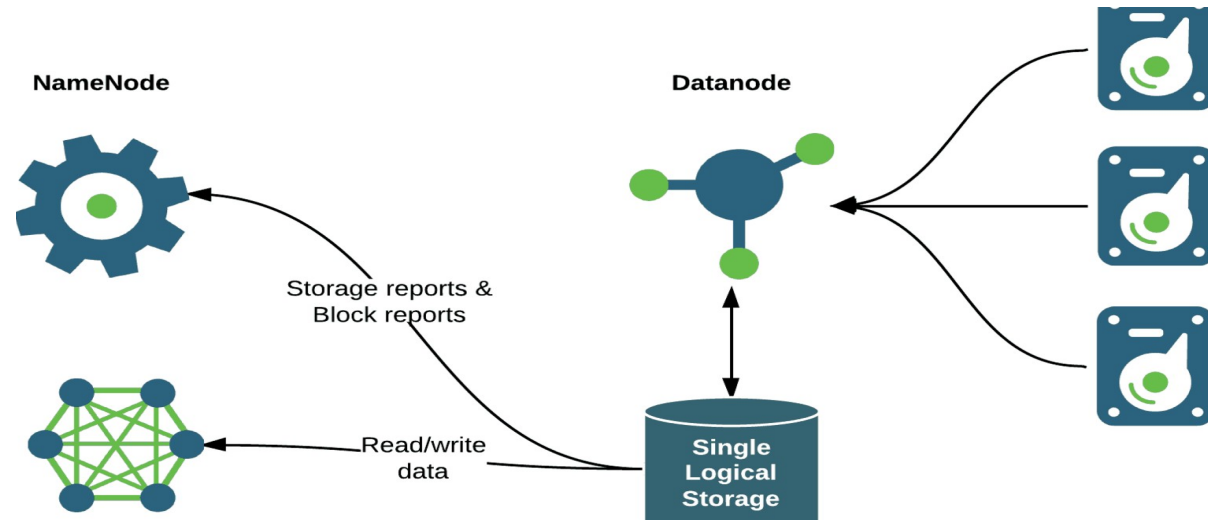 NameNode
Datanode
Storage reports &
Block reports
Read/write
data
Single
Logical
Storage